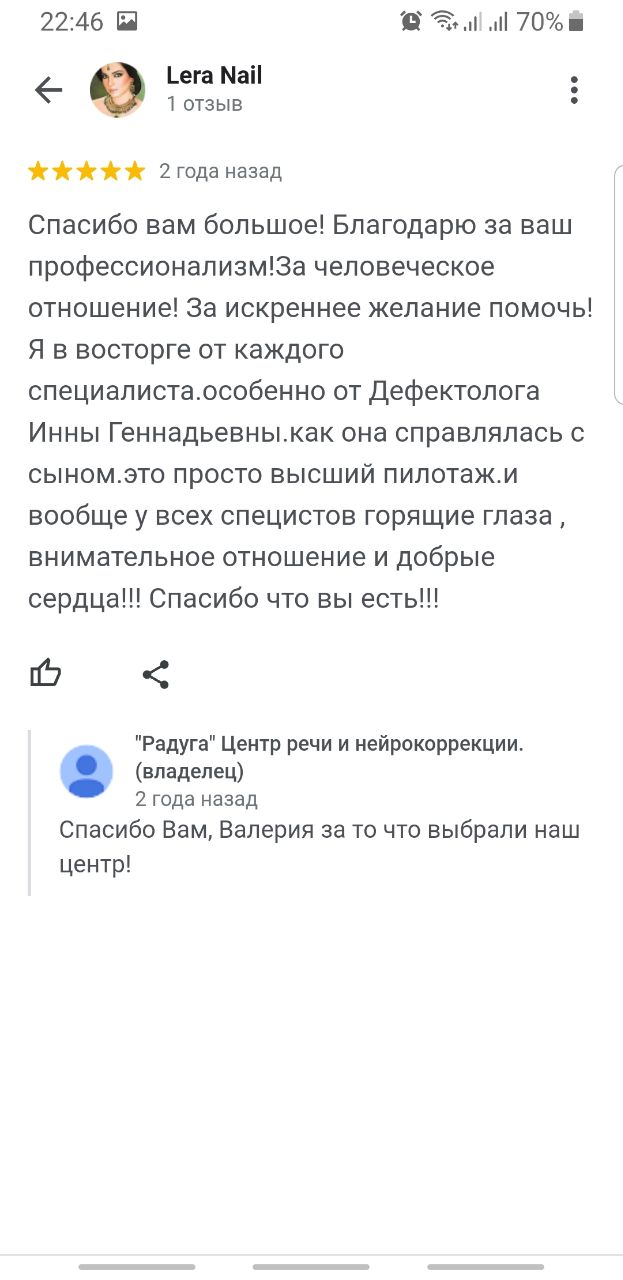 22:46 70%
Lera Nail
1 отзыв
2 года назад
Спасибо вам большое! Благодарю за ваш
профессионализм!За человеческое
отношение! За искреннее желание помочь!
Я в восторге от каждого
специалиста.особенно от Дефектолога
Инны Геннадьевны.как она справлялась с
сыном.это просто высший пилотаж.и
вообще у всех специстов горящие глаза ,
внимательное отношение и добрые
сердца!!! Спасибо что вы есть!!!
"Радуга" Центр речи и нейрокоррекции.
(владелец)
2 года назад
Спасибо Вам, Валерия за то что выбрали наш
центр!